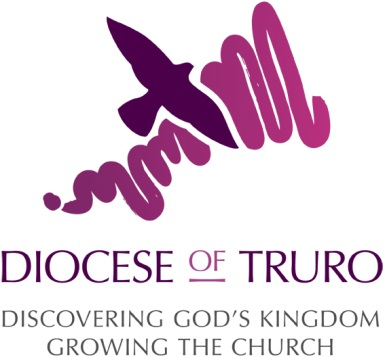 DIOCESE OF TRURO
DISCOVERING GOD'S KINGDOM
GROWING THE CHURCH